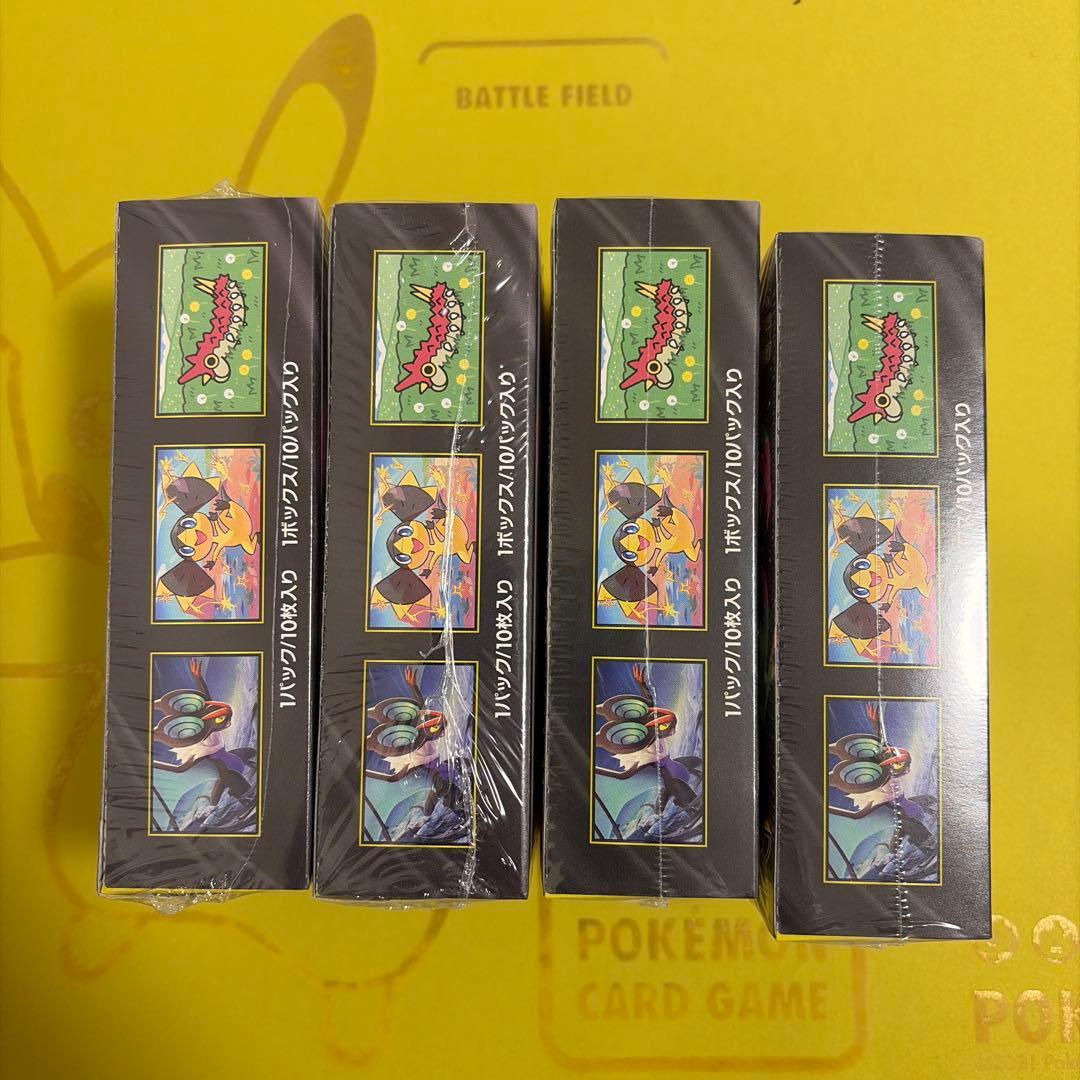 BATTLE FIELD
1パック/10枚入り 1ボックス/10パック入り
1パック/10枚入り 1ボックス/10パック入り
1パック/10枚入り 1ボックス/10パック入り
/10パック入り
POKÉMON
CARD GAME
POK
©2021 Poké